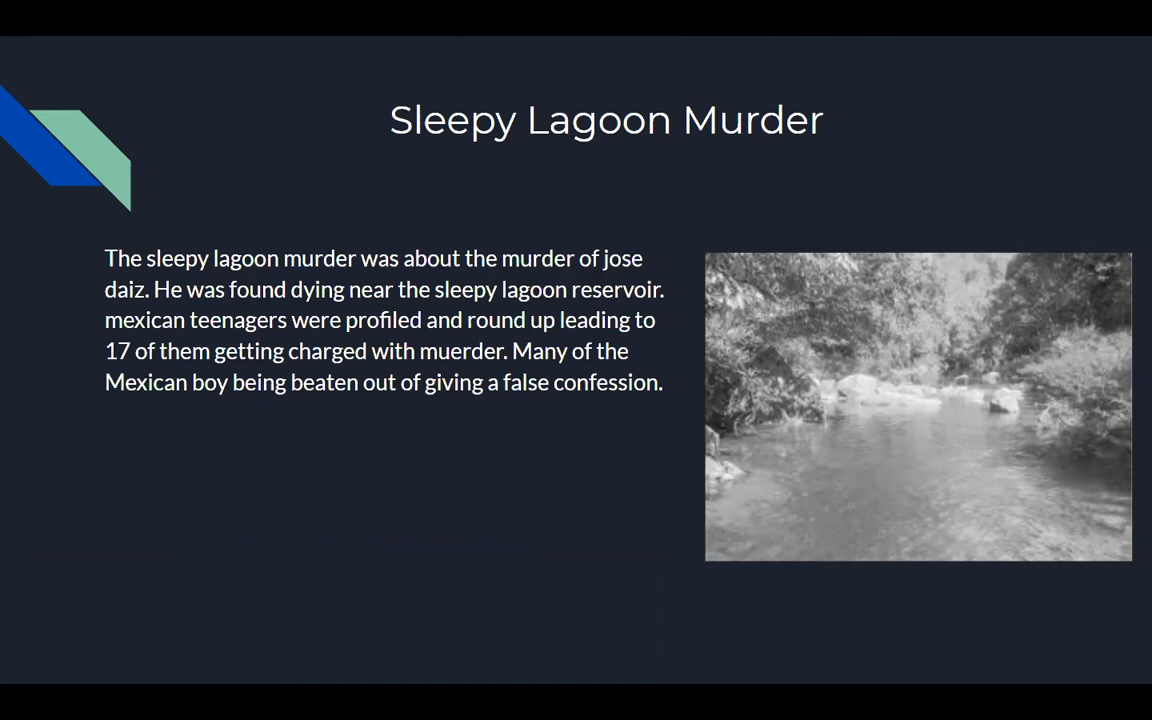 Sleepy Lagoon Murder
The sleepy lagoon murder was about the murder of jose
daiz. He was found dying near the sleepy lagoon reservoir.
mexican teenagers were profiled and round up leading to
17 of them getting charged with muerder. Many of the
Mexican boy being beaten out of giving a false confession.